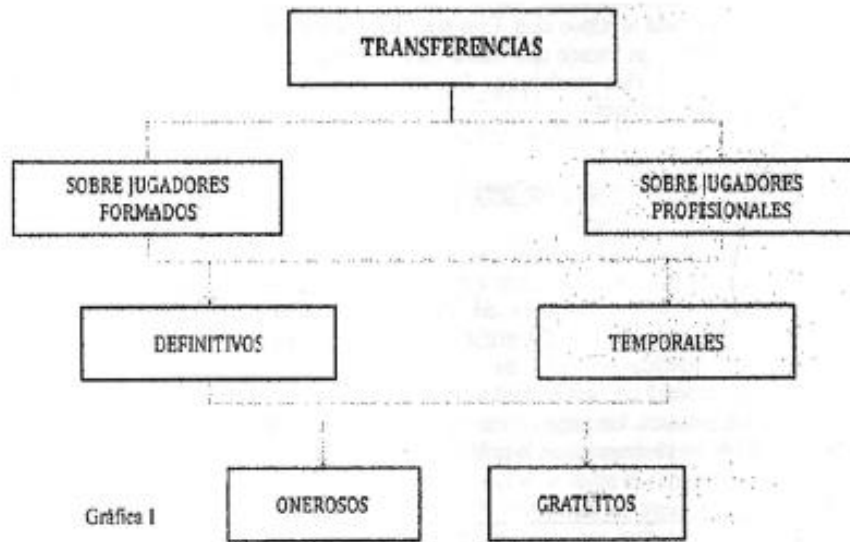 TRANSFERENCIAS
SOBRE JUGADORES
FORMADOS
SOBRE JUGADORES
PROFESIONALES
DEFINITIVOS
TEMPORALES
ONEROSOS
GRATUITOS
Gráfica 1